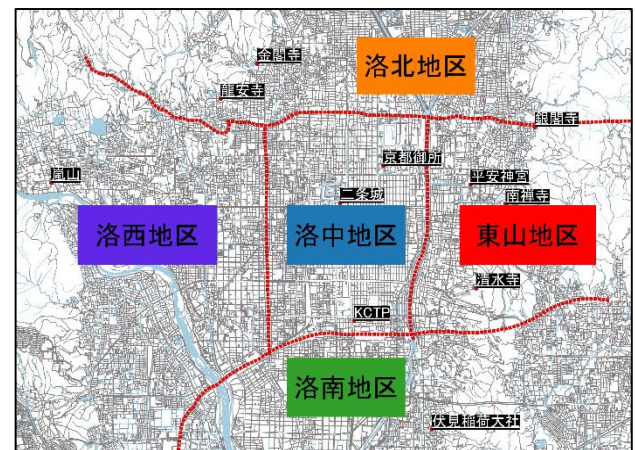 金閣寺
洛北地区
龍安寺
銀閣寺
京都御所
嵐山
平安神宮
二条城
南禅寺
洛西地区
洛中地区
東山地区
清水寺
KCTP
洛南地区
伏見稲荷大社